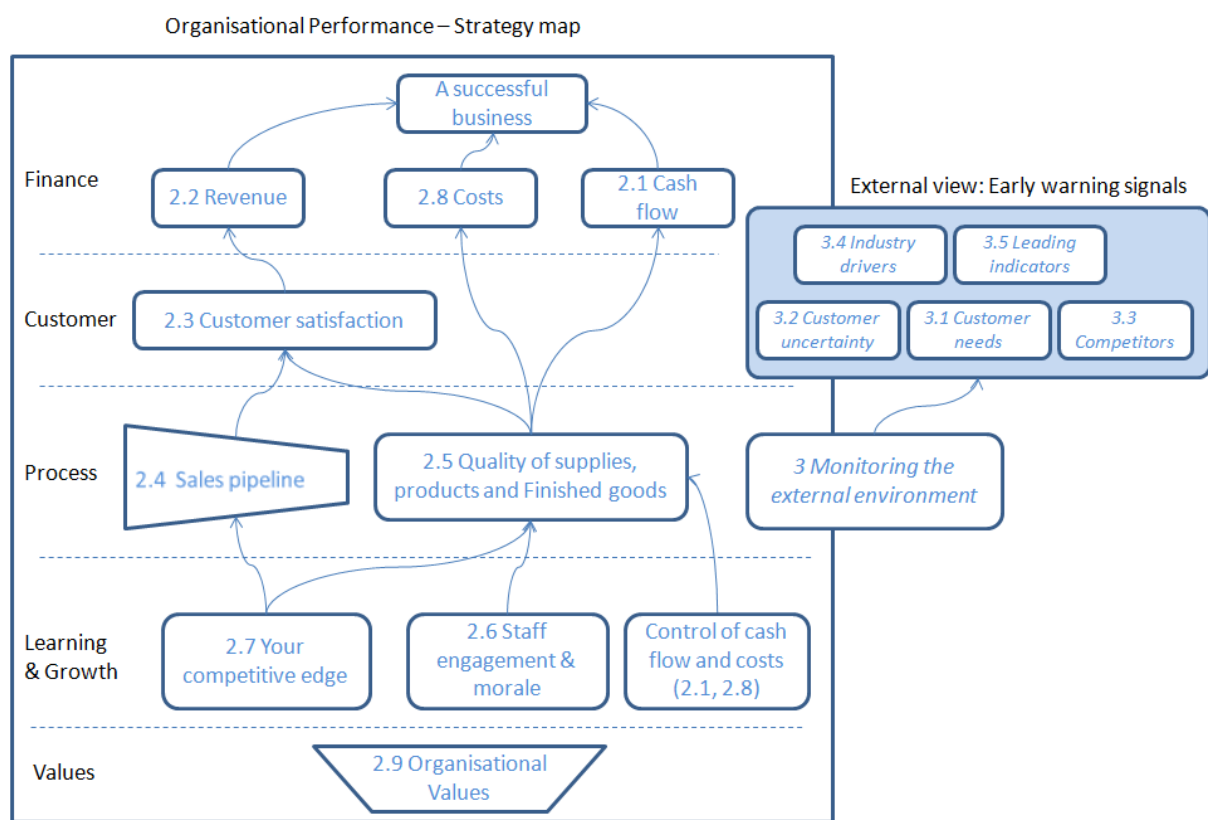 Organisational Performance – Strategy map
A successful
business
Finance
2.2 Revenue
2.8 Costs
2.1 Cash
flow
External view: Early warning signals
3.4 Industry
drivers
3.5 Leading
indicators
3.2 Customer
uncertainty
3.1 Customer
needs
3.3
Competitors
Customer
2.3 Customer satisfaction
Process
2.4 Sales pipeline
2.5 Quality of supplies,
products and Finished goods
3 Monitoring the
external environment
Learning
& Growth
2.7 Your
competitive edge
2.6 Staff
engagement &
morale
Control of cash
flow and costs
(2.1, 2.8)
Values
2.9 Organisational
Values